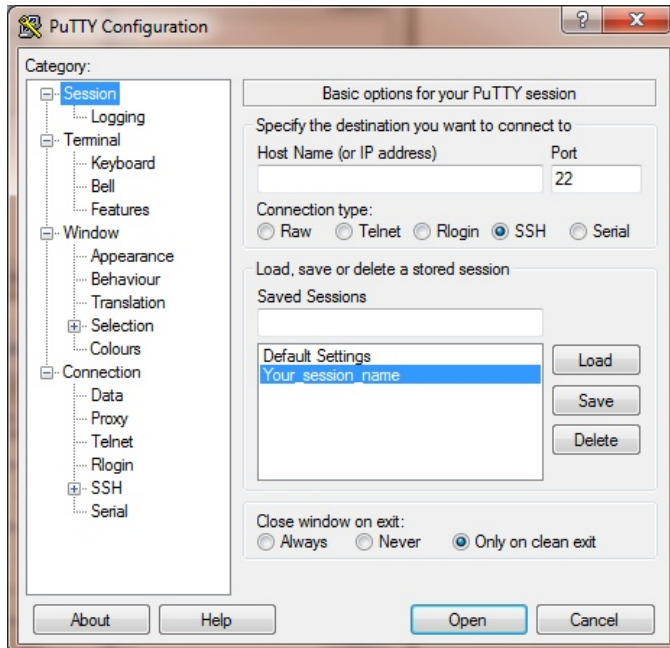 PuTTY Configuration
Category:
Session
Logging
Terminal
Keyboard
Bell
Features
Window
Appearance
Behaviour
Translation
Selection
Colours
Connection
Data
Proxy
Telnet
Rlogin
SSH
Serial
Basic options for your PuTTY session
Specify the destination you want to connect to
Host Name (or IP address) Port
22
Connection type:
Raw Telnet Rlogin SSH Serial
Load, save or delete a stored session
Saved Sessions
Default Settings
Your_session_name
Load
Save
Delete
Close window on exit:
Always Never Only on clean exit
About Help Open Cancel